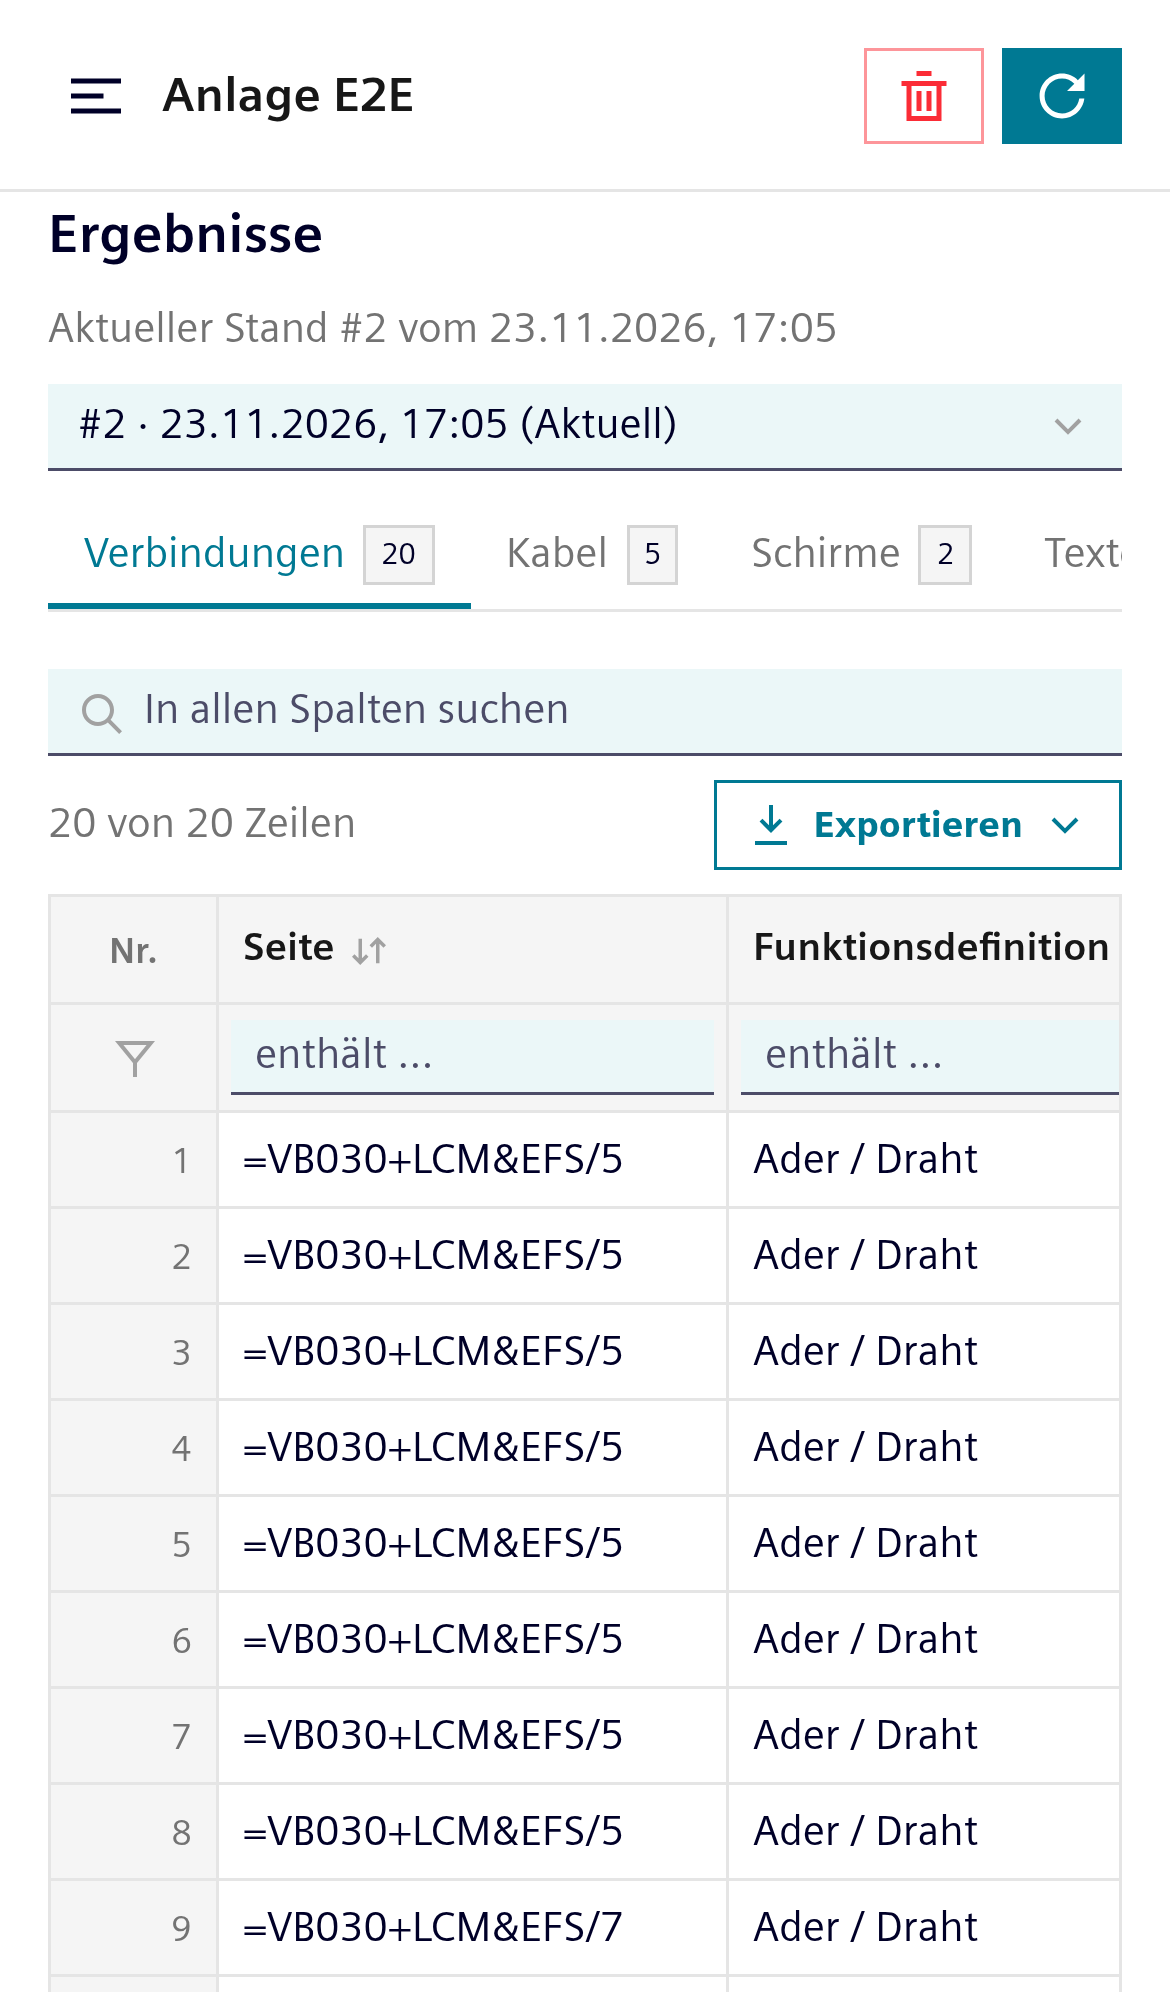 Anlage E2E
Ergebnisse
Aktueller Stand #2 vom 23.11.2026, 17:05
#2 · 23.11.2026, 17:05 (Aktuell)
Verbindungen 20 Kabel 5 Schirme 2
In allen Spalten suchen
20 von 20 Zeilen Exportieren
Nr. Seite Funktionsdefinition
enthält ... enthält ...
1 =VB030+LCM&EFS/5 Ader / Draht
2 =VB030+LCM&EFS/5 Ader / Draht
3 =VB030+LCM&EFS/5 Ader / Draht
4 =VB030+LCM&EFS/5 Ader / Draht
5 =VB030+LCM&EFS/5 Ader / Draht
6 =VB030+LCM&EFS/5 Ader / Draht
7 =VB030+LCM&EFS/5 Ader / Draht
8 =VB030+LCM&EFS/5 Ader / Draht
9 =VB030+LCM&EFS/7 Ader / Draht